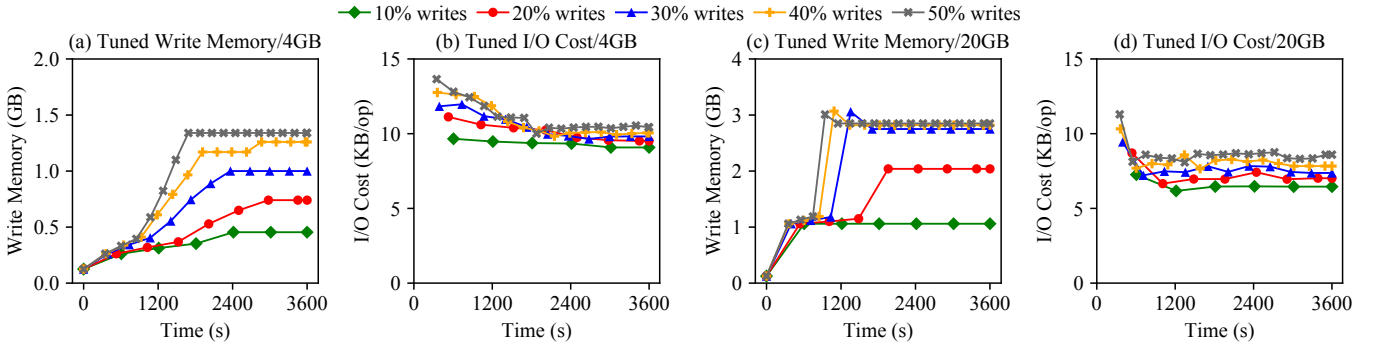 10% writes 20% writes 30% writes 40% writes 50% writes
(a) Tuned Write Memory/4GB
Write Memory (GB)
2.0
1.5
1.0
0.5
0.0
0 1200 2400 3600
Time (s)
(b) Tuned I/O Cost/4GB
I/O Cost (KB/op)
15
10
5
0
0 1200 2400 3600
Time (s)
(c) Tuned Write Memory/20GB
Write Memory (GB)
4
3
2
1
0
0 1200 2400 3600
Time (s)
(d) Tuned I/O Cost/20GB
I/O Cost (KB/op)
15
10
5
0
0 1200 2400 3600
Time (s)